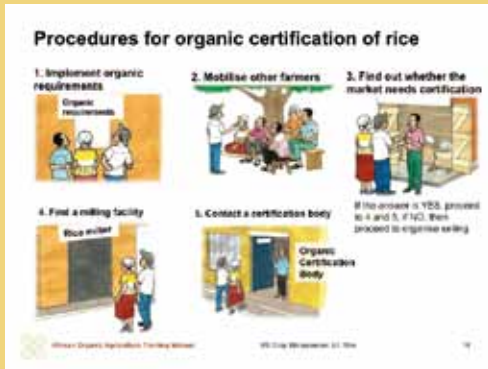 Procedures for organic certification of rice
1. Implement organic
requirements
Organic
requirements
2. Mobilise other farmers
3. Find out whether the
market needs certification
If the answer is YES, proceed
to 4 and 5, if NO, then
proceed to organise selling.
4. Find a milling facility
Rice miller
5. Contact a certification body
Organic
Certification
Body
African Organic Agriculture Training Manual